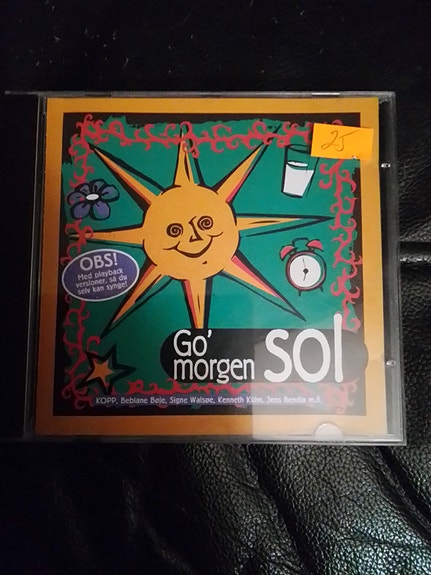 25
OBS!
Med playback
versioner, så du
selv kan synge!
Go'
morgen sol
KOPP, Bebiane Bøje, Signe Walsøe, Kenneth Kühn, Jens Bendix m.fl.